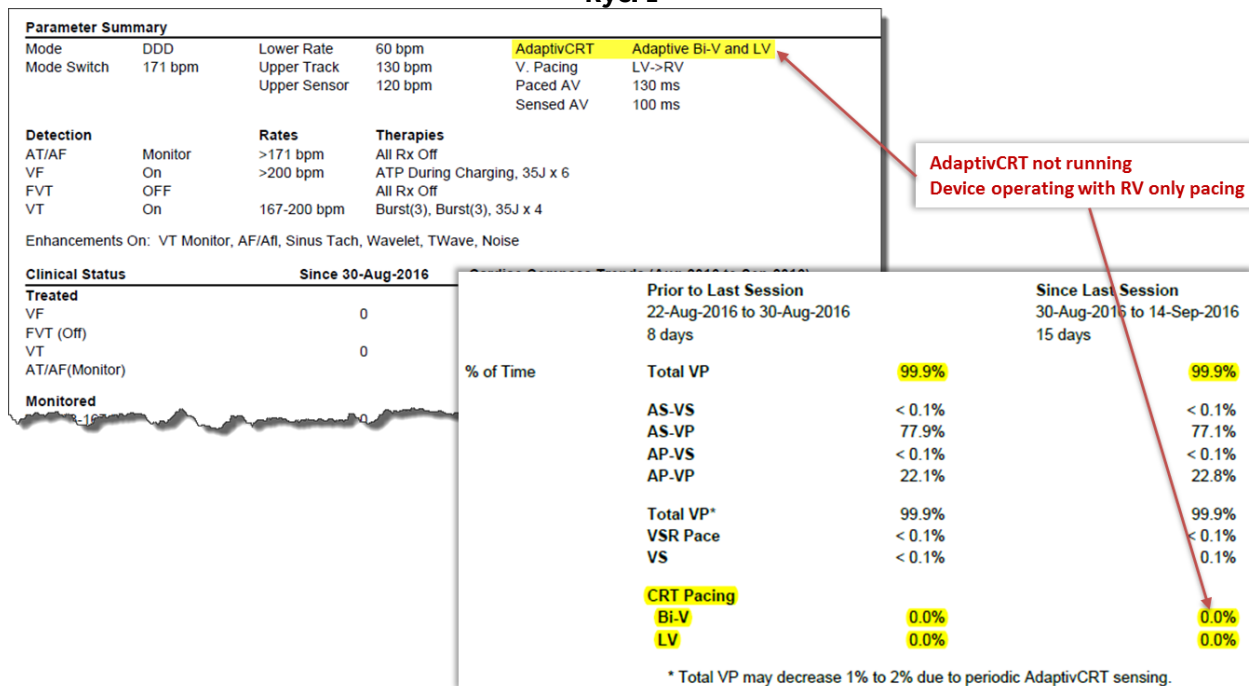 Parameter Summary
Mode DDD Lower Rate 60 bpm AdaptivCRT Adaptive Bi-V and LV
Mode Switch 171 bpm Upper Track 130 bpm V. Pacing LV->RV
Upper Sensor 120 bpm Paced AV 130 ms
Sensed AV 100 ms
Detection Rates Therapies
AT/AF Monitor >171 bpm All Rx Off
VF On >200 bpm ATP During Charging, 35J x 6
FVT OFF All Rx Off
VT On 167-200 bpm Burst(3), Burst(3), 35J x 4
Enhancements On: VT Monitor, AF/Afl, Sinus Tach, Wavelet, TWave, Noise
AdaptivCRT not running
Device operating with RV only pacing
Clinical Status Since 30-Aug-2016
Treated
VF 0
FVT (Off)
VT 0
AT/AF(Monitor)
Monitored
Prior to Last Session Since Last Session
22-Aug-2016 to 30-Aug-2016 30-Aug-2016 to 14-Sep-2016
8 days 15 days
% of Time Total VP 99.9% 99.9%
AS-VS < 0.1% < 0.1%
AS-VP 77.9% 77.1%
AP-VS < 0.1% < 0.1%
AP-VP 22.1% 22.8%
Total VP* 99.9% 99.9%
VSR Pace < 0.1% < 0.1%
VS < 0.1% 0.1%
CRT Pacing
Bi-V 0.0% 0.0%
LV 0.0% 0.0%
* Total VP may decrease 1% to 2% due to periodic AdaptivCRT sensing.